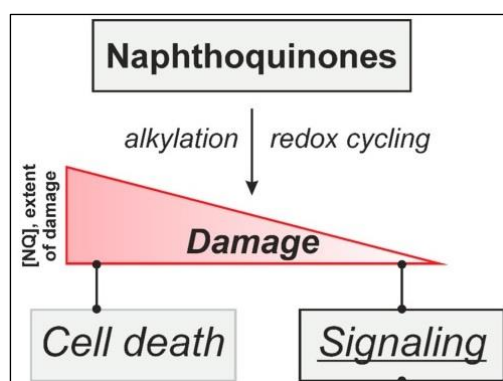 Naphthoquinones
alkylation redox cycling
[NQ], extent
of damage
Damage
Cell death
Signaling